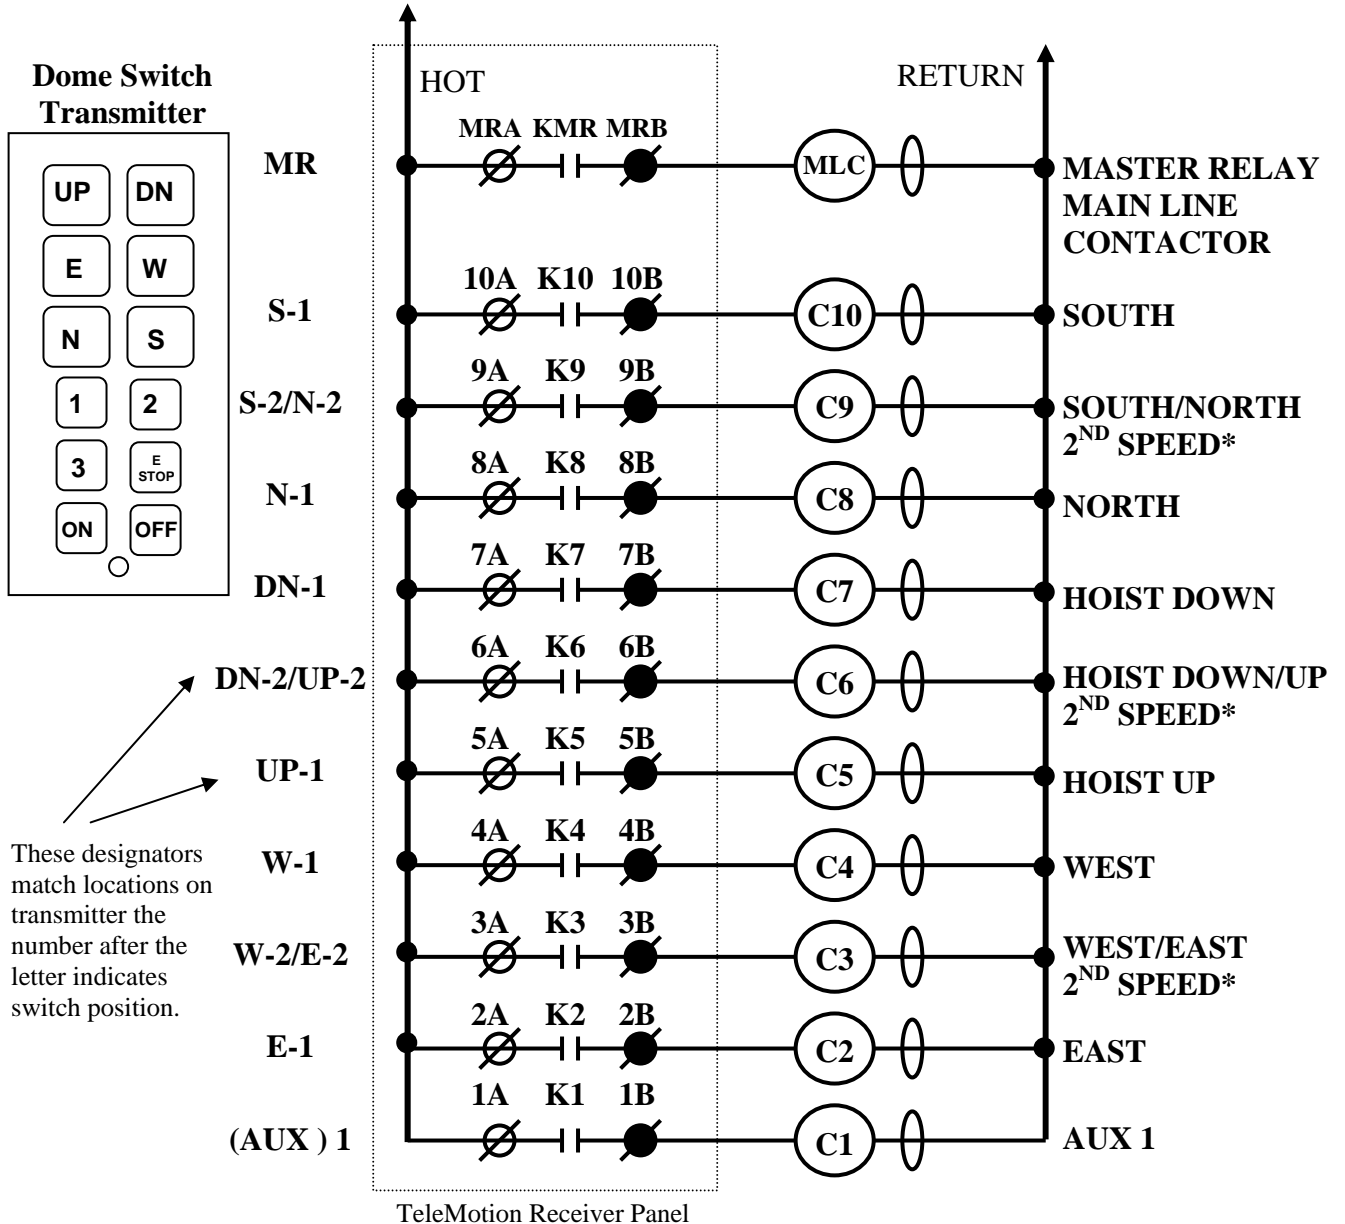 Dome Switch
Transmitter
UP DN
E W
N S
1 2
3 E
STOP
ON OFF
HOT
RETURN
MR MRA KMR MRB MLC MASTER RELAY
MAIN LINE
CONTACTOR
S-1 10A K10 10B C10 SOUTH
S-2/N-2 9A K9 9B C9 SOUTH/NORTH
2ND SPEED*
N-1 8A K8 8B C8 NORTH
DN-1 7A K7 7B C7 HOIST DOWN
DN-2/UP-2 6A K6 6B C6 HOIST DOWN/UP
2ND SPEED*
UP-1 5A K5 5B C5 HOIST UP
W-1 4A K4 4B C4 WEST
W-2/E-2 3A K3 3B C3 WEST/EAST
2ND SPEED*
E-1 2A K2 2B C2 EAST
(AUX ) 1 1A K1 1B C1 AUX 1
These designators
match locations on
transmitter the
number after the
letter indicates
switch position.
TeleMotion Receiver Panel